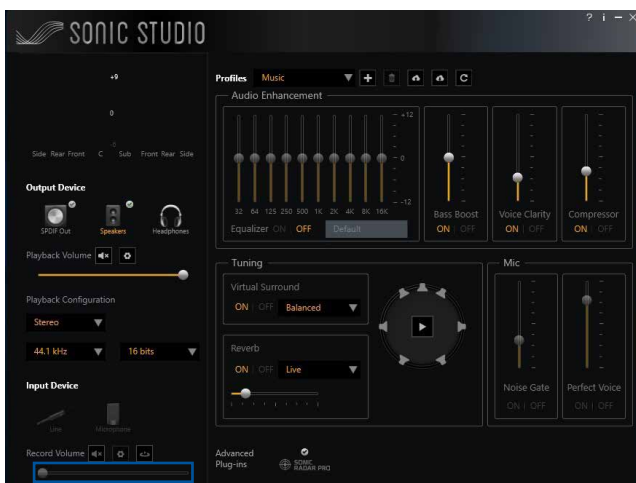 ? i
SONIC STUDIO
+9
0
-9
Side Rear Front C Sub Front Rear Side
Output Device
SPDIF Out Speakers Headphones
Playback Volume
Playback Configuration
Stereo
44.1 kHz 16 bits
Input Device
Line Microphone
Record Volume
Profiles Music
Audio Enhancement
+12
0
-12
32 64 125 250 500 1K 2K 4K 8K 16K
Equalizer ON OFF Default
Bass Boost
ON OFF
Voice Clarity
ON OFF
Compressor
ON OFF
Tuning
Virtual Surround
ON OFF Balanced
Reverb
ON OFF Live
Mic
Noise Gate
ON OFF
Perfect Voice
ON OFF
Advanced
Plug-ins
SONIC
RADAR PRO